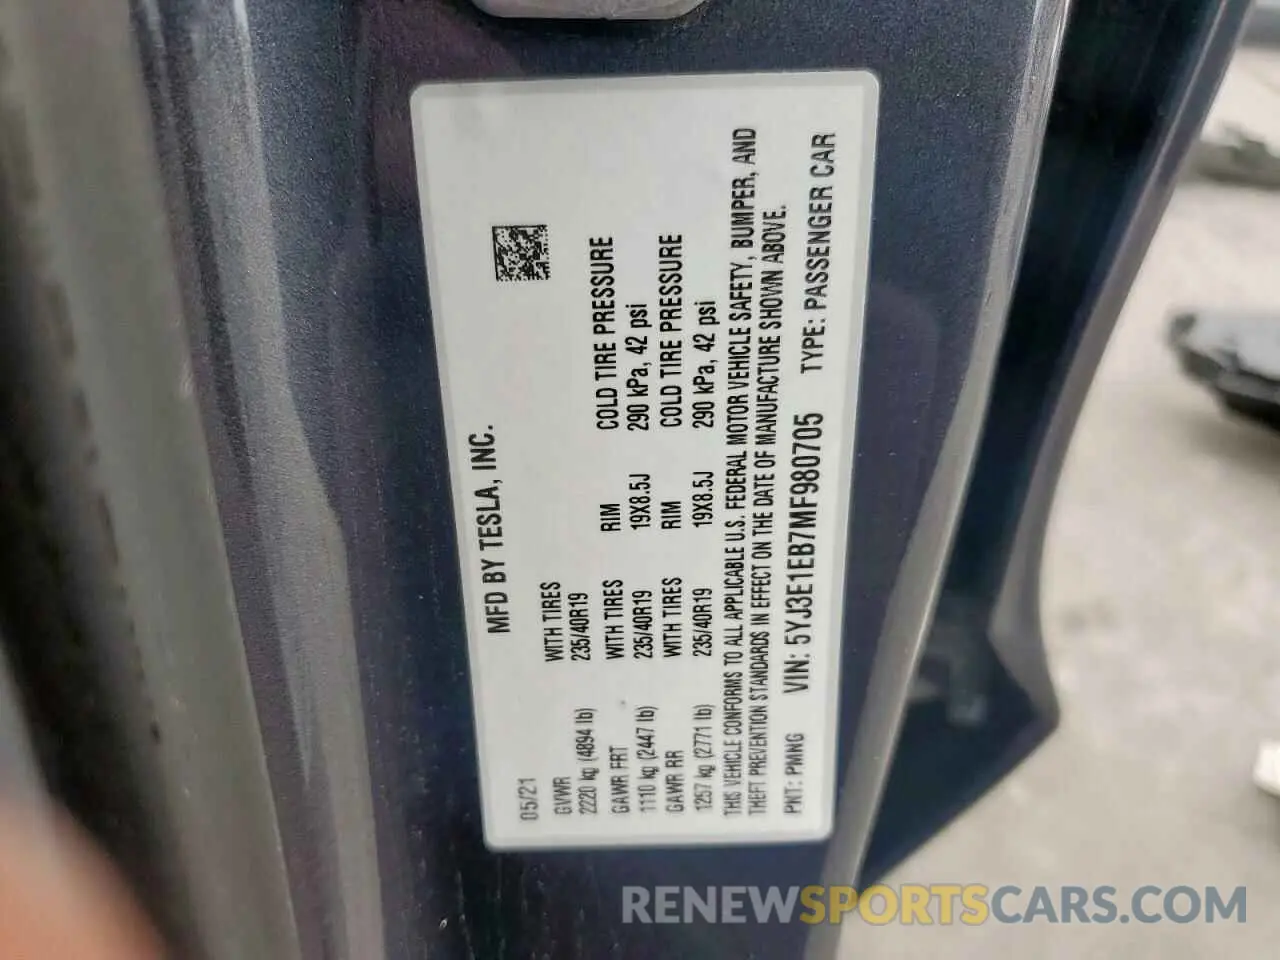 MFD BY TESLA, INC.
05/21
GVWR WITH TIRES
2220 kg (4894 lb) 235/40R19
GAWR FRT WITH TIRES RIM COLD TIRE PRESSURE
1110 kg (2447 lb) 235/40R19 19X8.5J 290 kPa, 42 psi
GAWR RR WITH TIRES RIM COLD TIRE PRESSURE
1257 kg (2771 lb) 235/40R19 19X8.5J 290 kPa, 42 psi
THIS VEHICLE CONFORMS TO ALL APPLICABLE U.S. FEDERAL MOTOR VEHICLE SAFETY, BUMPER, AND
THEFT PREVENTION STANDARDS IN EFFECT ON THE DATE OF MANUFACTURE SHOWN ABOVE.
PNT: PMNG VIN: 5YJ3E1EB7MF980705 TYPE: PASSENGER CAR
RENEWSPORTSCARS.COM